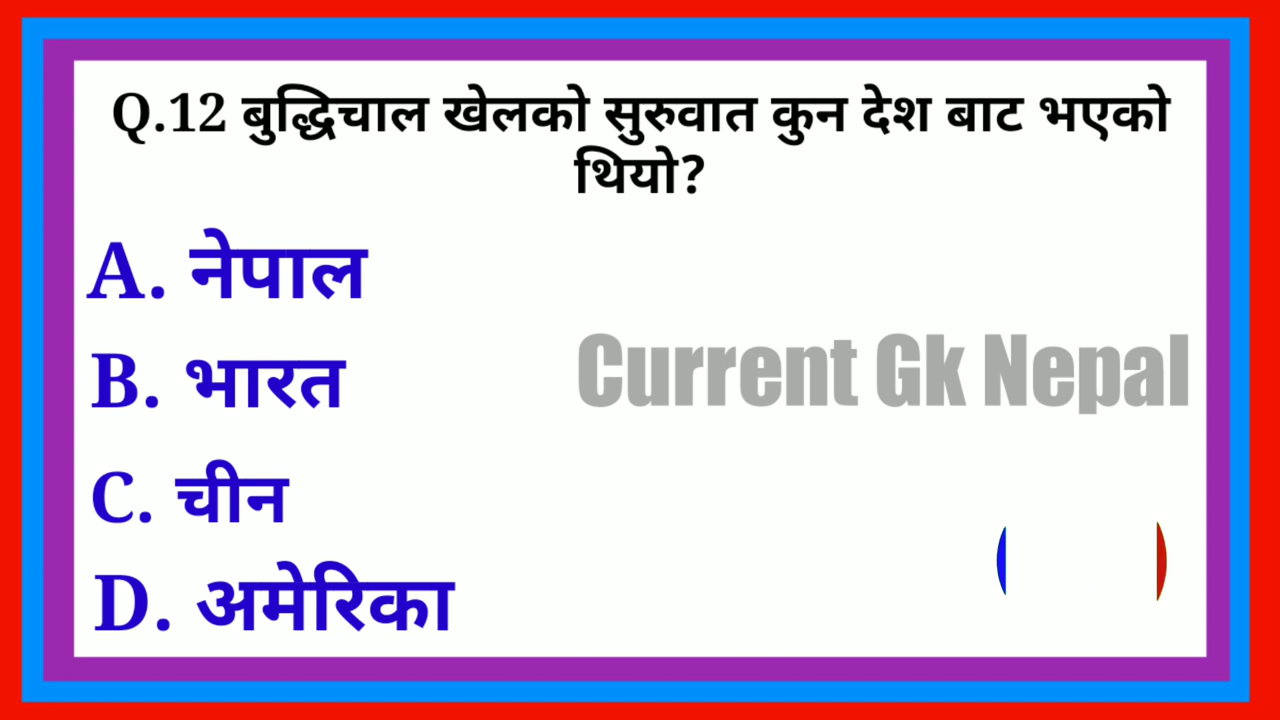 Q.12 बुद्धिचाल खेलको सुरुवात कुन देश बाट भएको
थियो?
A. नेपाल
B. भारत
Current Gk Nepal
C. चीन
D. अमेरिका